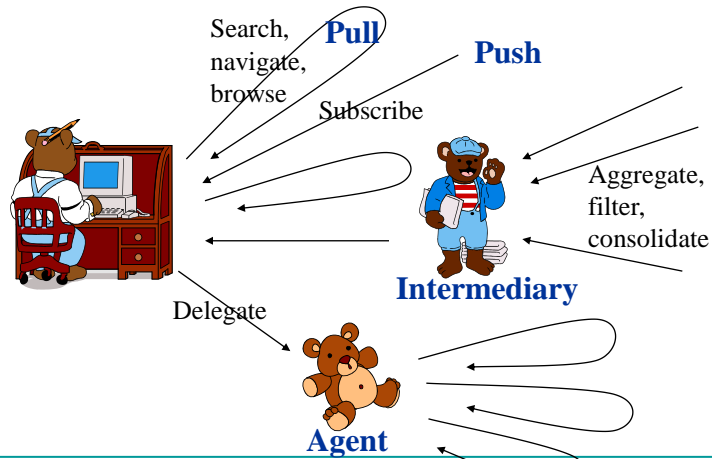 Search,
navigate,
browse
Pull
Push
Subscribe
Aggregate,
filter,
consolidate
Intermediary
Delegate
Agent